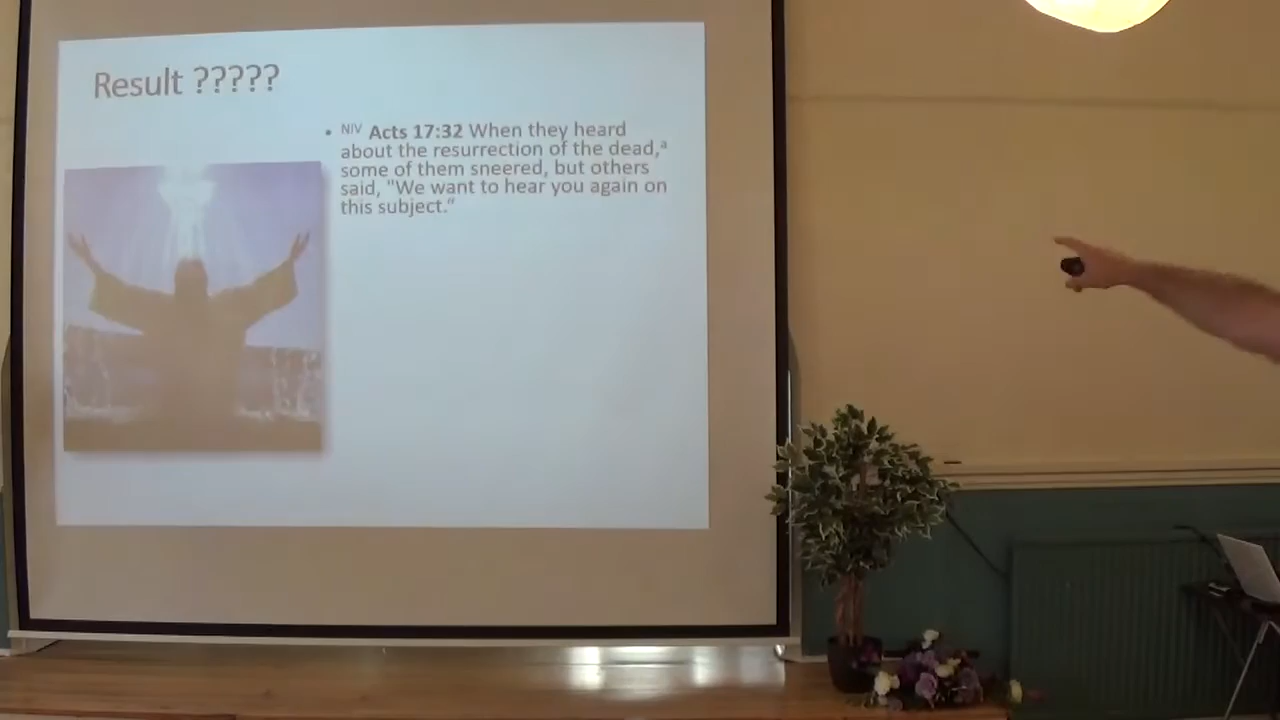 Result ?????
• NIV Acts 17:32 When they heard
about the resurrection of the dead,a
some of them sneered, but others
said, "We want to hear you again on
this subject.“